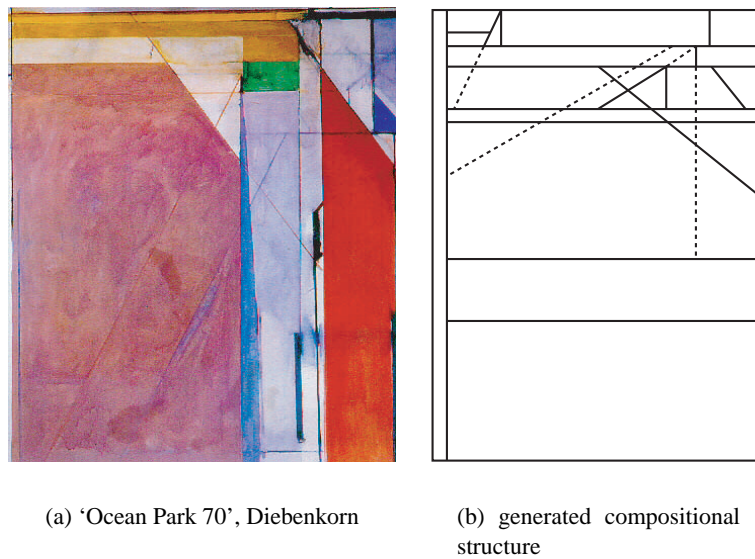 (a) ‘Ocean Park 70’, Diebenkorn
(b) generated compositional
structure